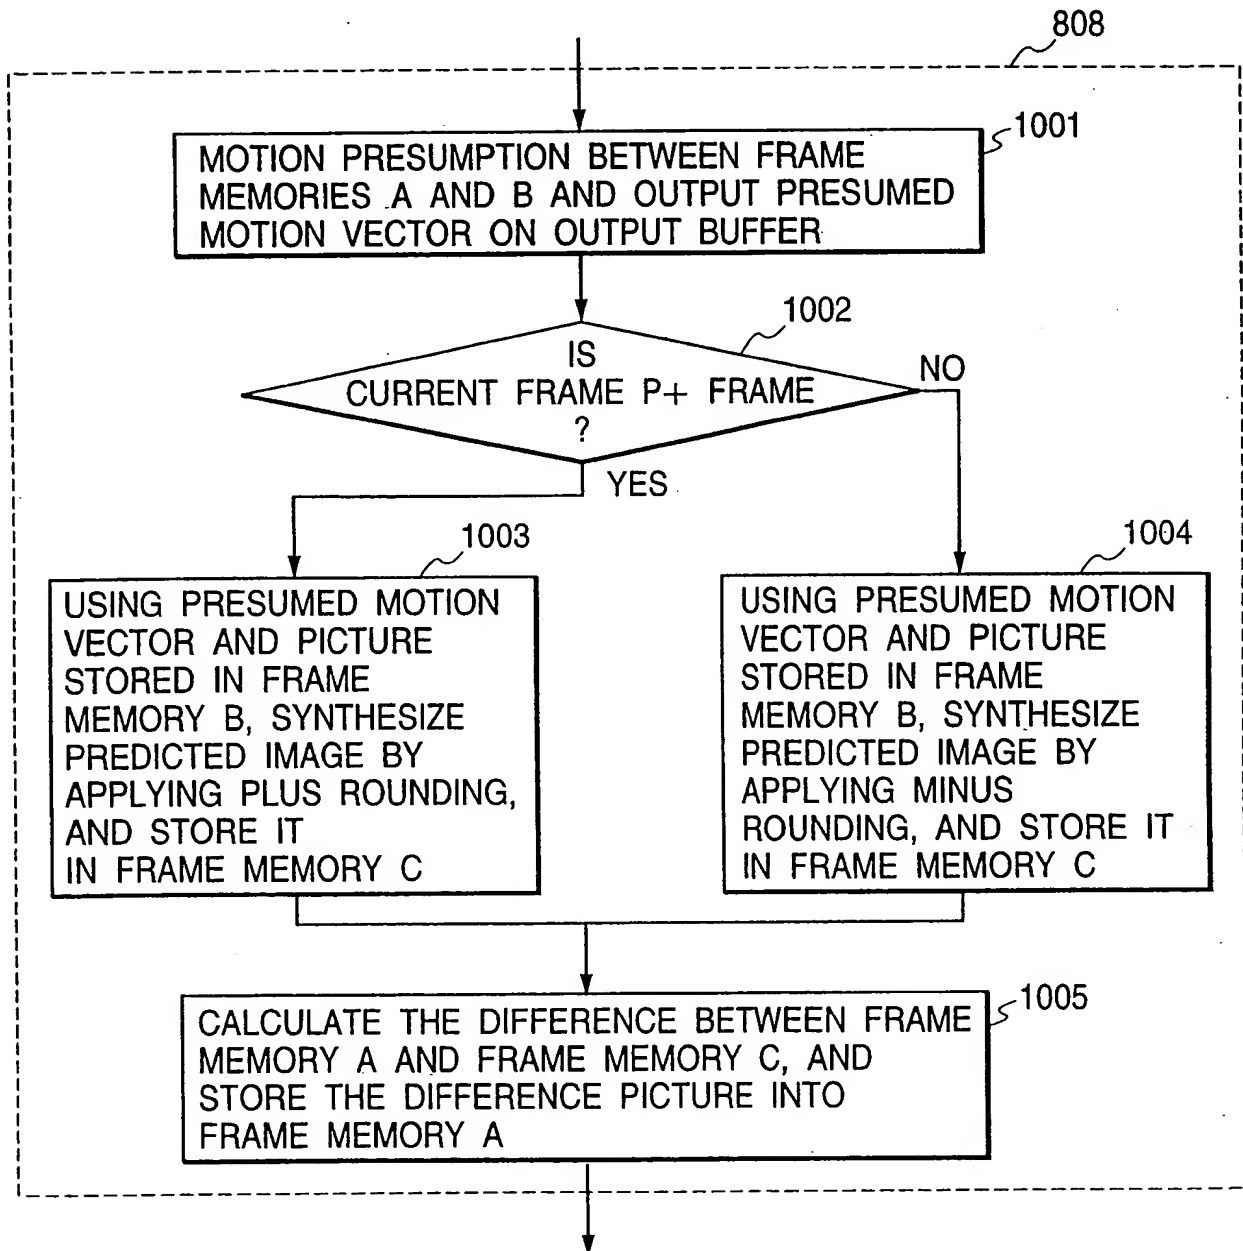 808
1001
MOTION PRESUMPTION BETWEEN FRAME
MEMORIES A AND B AND OUTPUT PRESUMED
MOTION VECTOR ON OUTPUT BUFFER
1002
IS
CURRENT FRAME P+ FRAME
?
NO
YES
1003
USING PRESUMED MOTION
VECTOR AND PICTURE
STORED IN FRAME
MEMORY B, SYNTHESIZE
PREDICTED IMAGE BY
APPLYING PLUS ROUNDING,
AND STORE IT
IN FRAME MEMORY C
1004
USING PRESUMED MOTION
VECTOR AND PICTURE
STORED IN FRAME
MEMORY B, SYNTHESIZE
PREDICTED IMAGE BY
APPLYING MINUS
ROUNDING, AND STORE IT
IN FRAME MEMORY C
1005
CALCULATE THE DIFFERENCE BETWEEN FRAME
MEMORY A AND FRAME MEMORY C, AND
STORE THE DIFFERENCE PICTURE INTO
FRAME MEMORY A